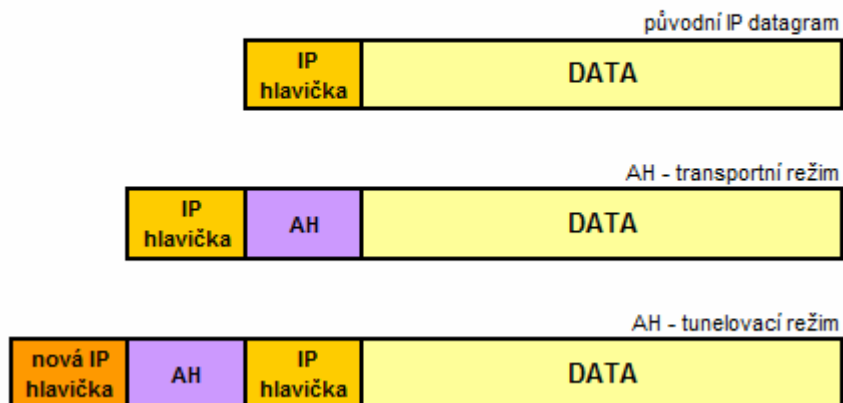 původní IP datagram
IP
hlavička
DATA
AH - transportní režim
IP
hlavička
AH
DATA
AH - tunelovací režim
nová IP
hlavička
AH
IP
hlavička
DATA